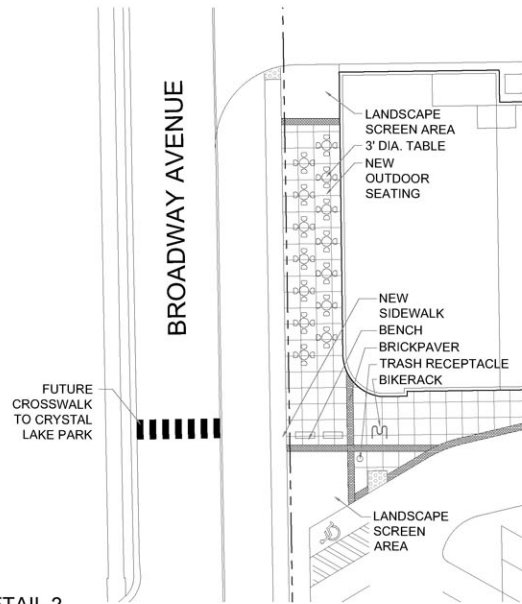 BROADWAY AVENUE
LANDSCAPE
SCREEN AREA
3' DIA. TABLE
NEW
OUTDOOR
SEATING
NEW
SIDEWALK
BENCH
BRICKPAVER
TRASH RECEPTACLE
BIKERACK
FUTURE
CROSSWALK
TO CRYSTAL
LAKE PARK
LANDSCAPE
SCREEN
AREA